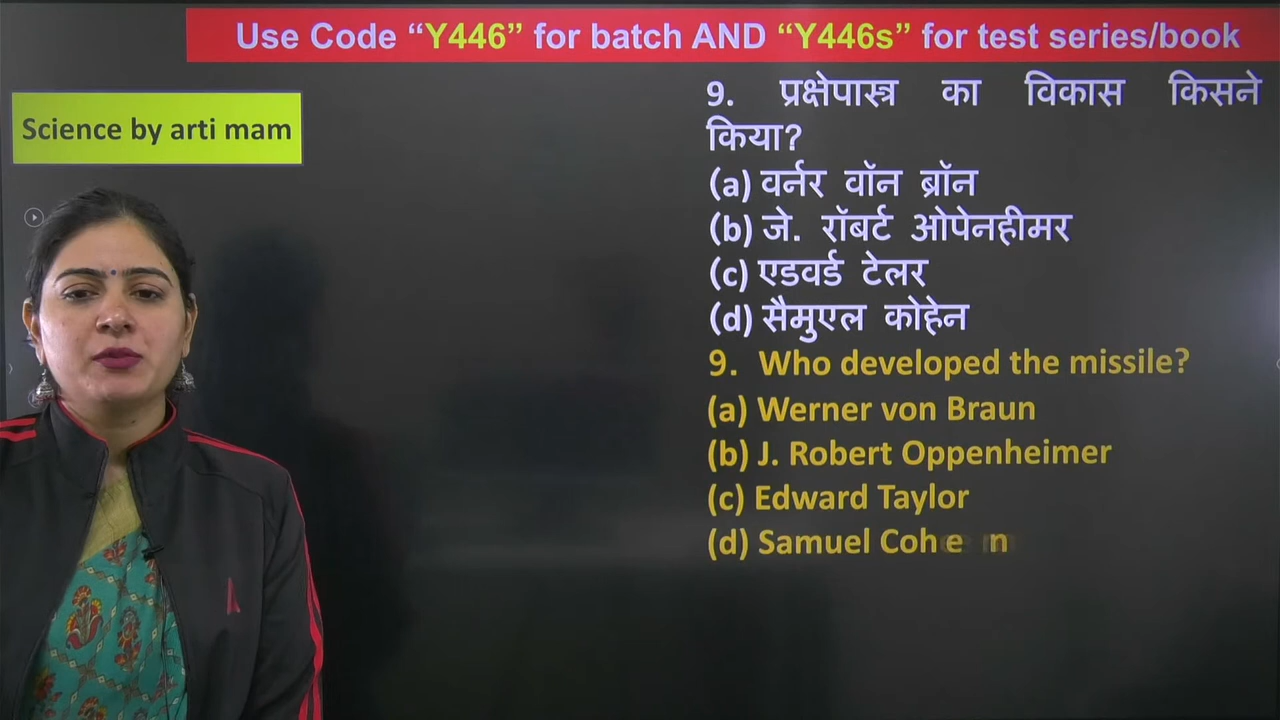 Use Code “Y446” for batch AND “Y446s” for test series/book
Science by arti mam
9. प्रक्षेपास्त्र का विकास किसने
किया?
(a) वर्नर वॉन ब्रॉन
(b) जे. रॉबर्ट ओपेनहीमर
(c) एडवर्ड टेलर
(d) सैमुएल कोहेन
9. Who developed the missile?
(a) Werner von Braun
(b) J. Robert Oppenheimer
(c) Edward Taylor
(d) Samuel Cohen